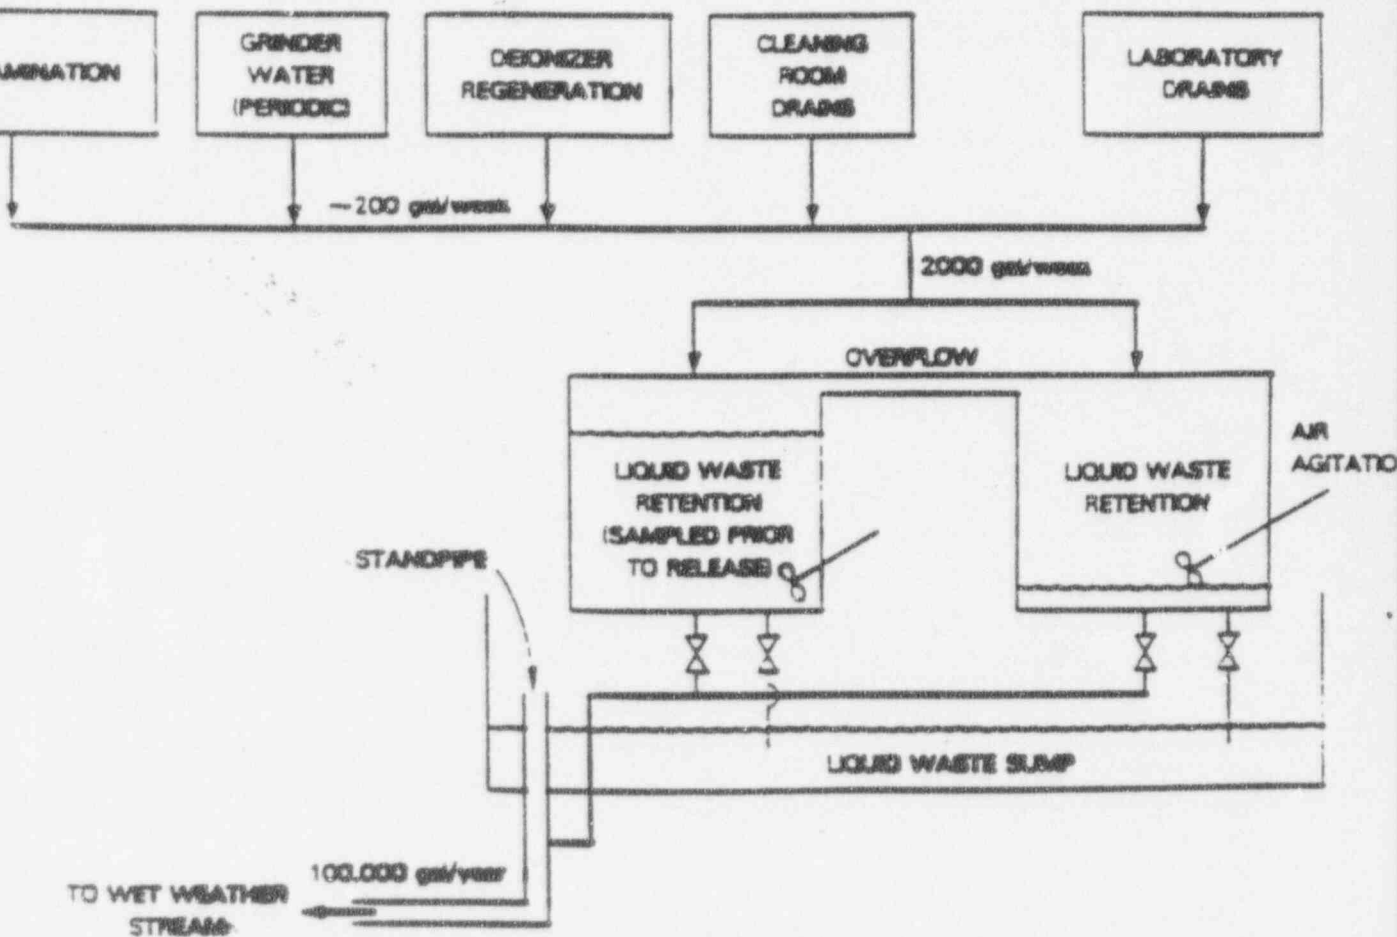 AMINATION
GRINDER
WATER
(PERIODIC)
DEIONIZER
REGENERATION
CLEANING
ROOM
DRAINS
LABORATORY
DRAINS
~200 gal/week
2000 gal/week
OVERFLOW
AIR
AGITATIO
LIQUID WASTE
RETENTION
(SAMPLED PRIOR
TO RELEASE)
LIQUID WASTE
RETENTION
STANDPIPE
LIQUID WASTE SUMP
100,000 gal/year
TO WET WEATHER
STREAM